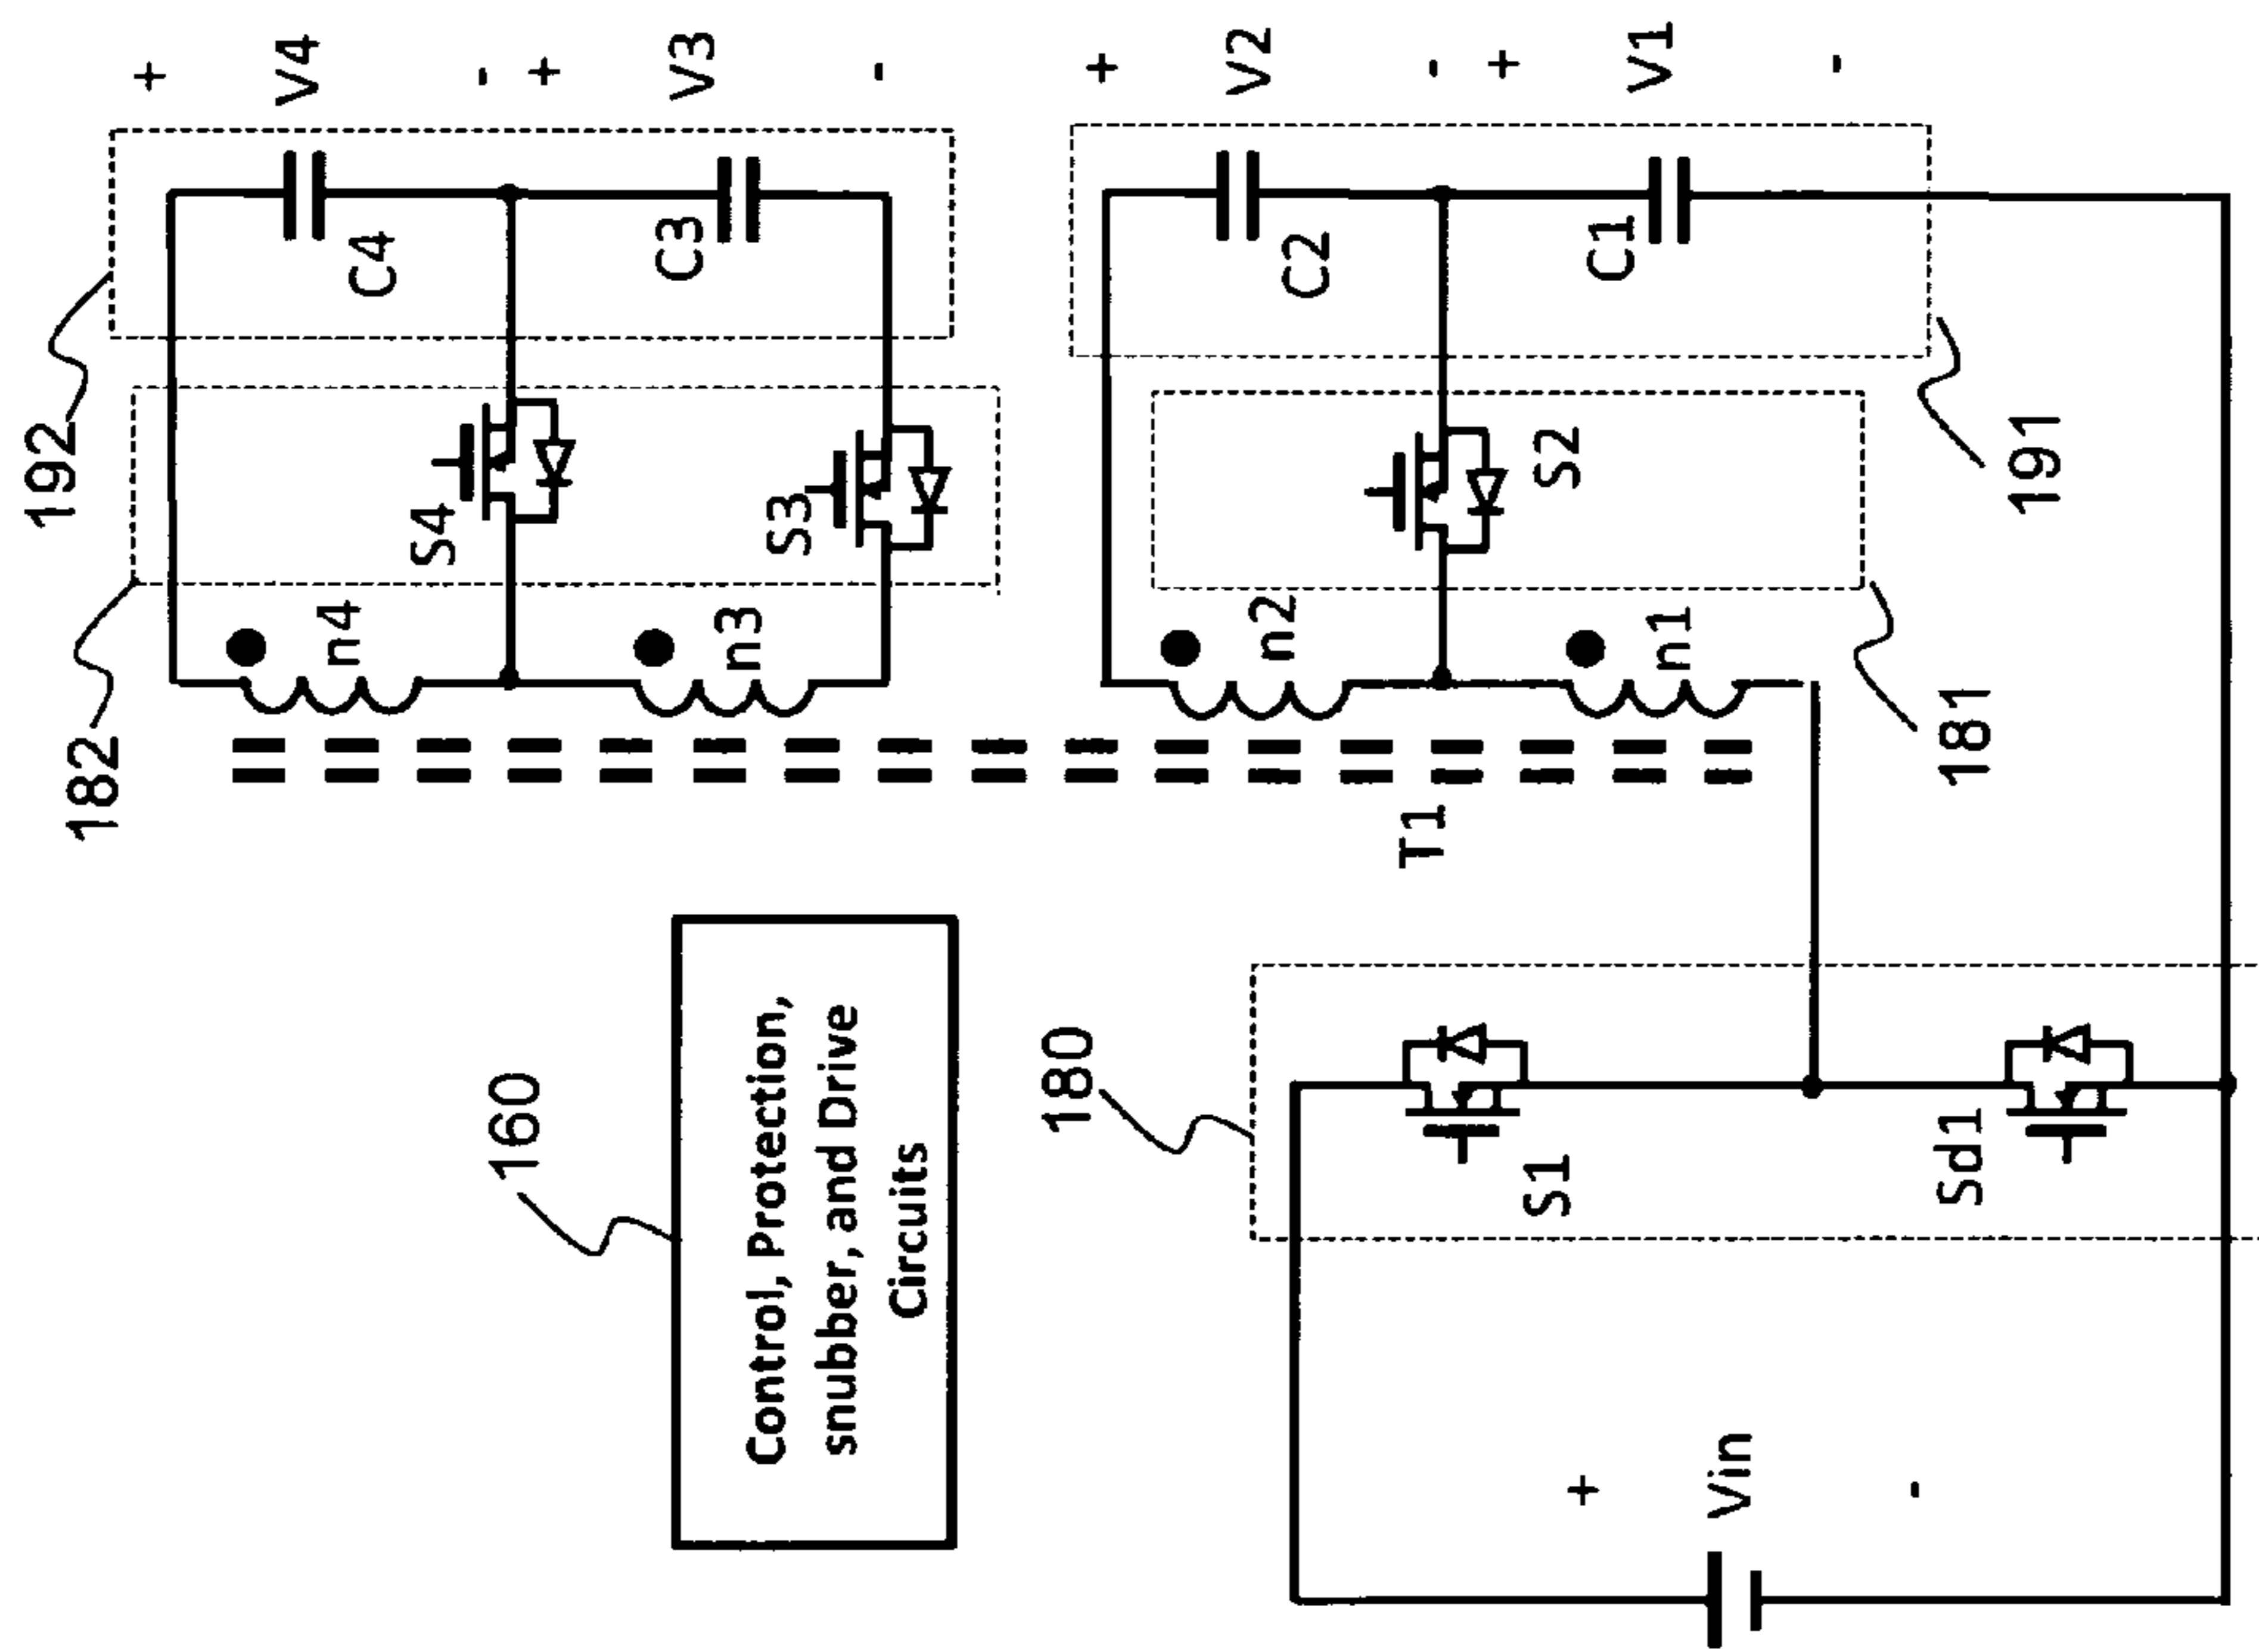 192
182
+
V4
-
+
V3
-
C4
C3
S4
S3
n4
n3
+
V2
-
+
V1
-
C2
C1
S2
n2
n1
191
181
T1
160
Control, Protection,
snubber, and Drive
Circuits
180
S1
Sd1
+
Vin
-